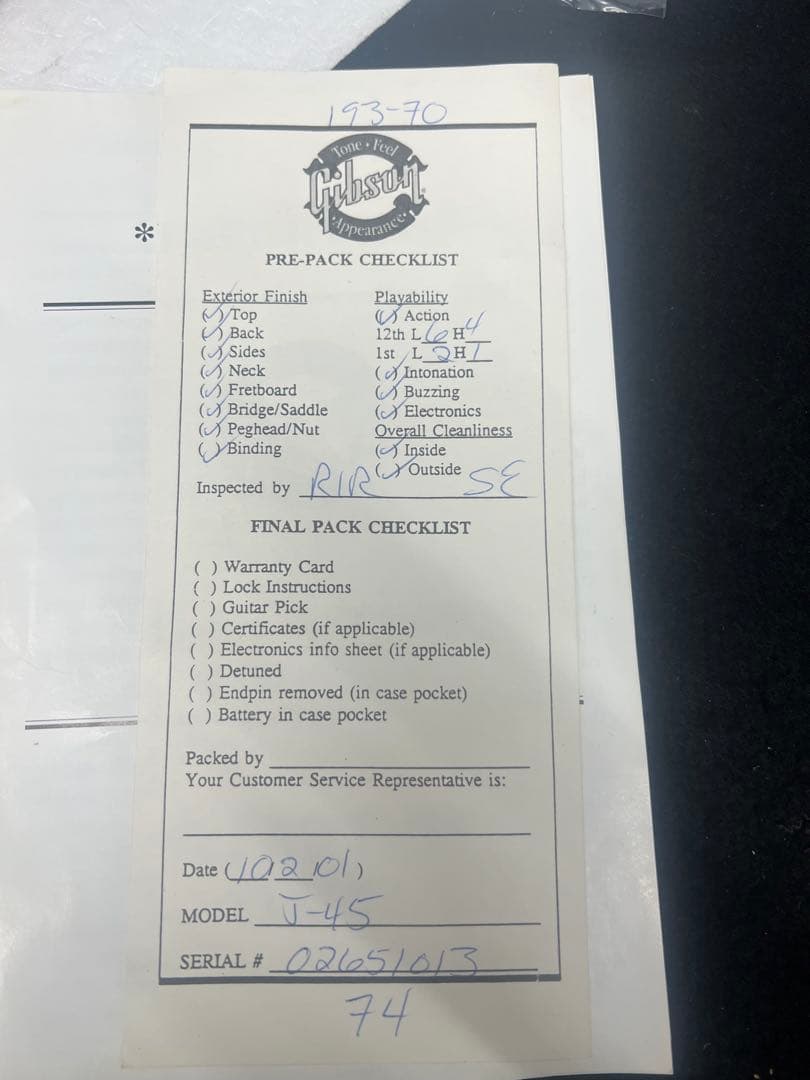 193-70
Tone • Feel
Gibson
Appearance
PRE-PACK CHECKLIST
Exterior Finish
(✓) Top
(✓) Back
(✓) Sides
(✓) Neck
(✓) Fretboard
(✓) Bridge/Saddle
(✓) Peghead/Nut
(✓) Binding
Playability
(✓) Action
12th L 6 H 4
1st L 2 H 1
(✓) Intonation
(✓) Buzzing
(✓) Electronics
Overall Cleanliness
(✓) Inside
(✓) Outside
Inspected by RIR SE
FINAL PACK CHECKLIST
( ) Warranty Card
( ) Lock Instructions
( ) Guitar Pick
( ) Certificates (if applicable)
( ) Electronics info sheet (if applicable)
( ) Detuned
( ) Endpin removed (in case pocket)
( ) Battery in case pocket
Packed by
Your Customer Service Representative is:
Date (10 2 01)
MODEL J-45
SERIAL # 02651013
74
*